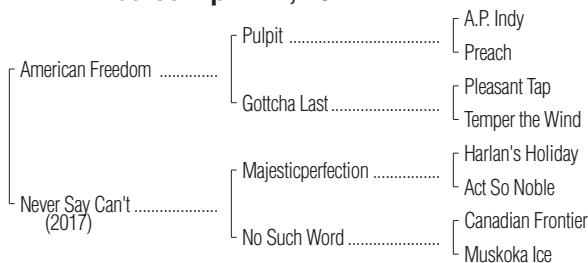 Pulpit ........................................
A.P. Indy
Preach
American Freedom ...............
Gottcha Last .............................
Pleasant Tap
Temper the Wind
Majesticperfection ...................
Harlan's Holiday
Act So Noble
Never Say Can't ......................
(2017)
No Such Word .........................
Canadian Frontier
Muskoka Ice